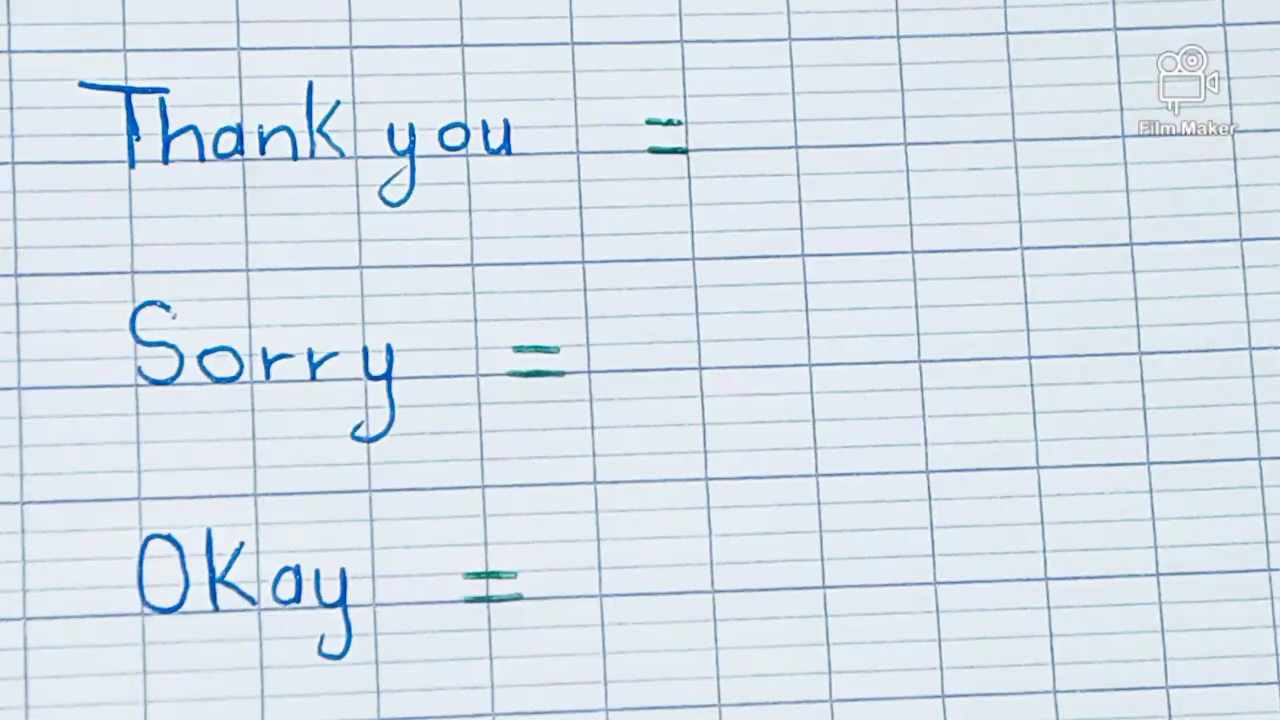 Thank you =
Film Maker
Sorry =
Okay =